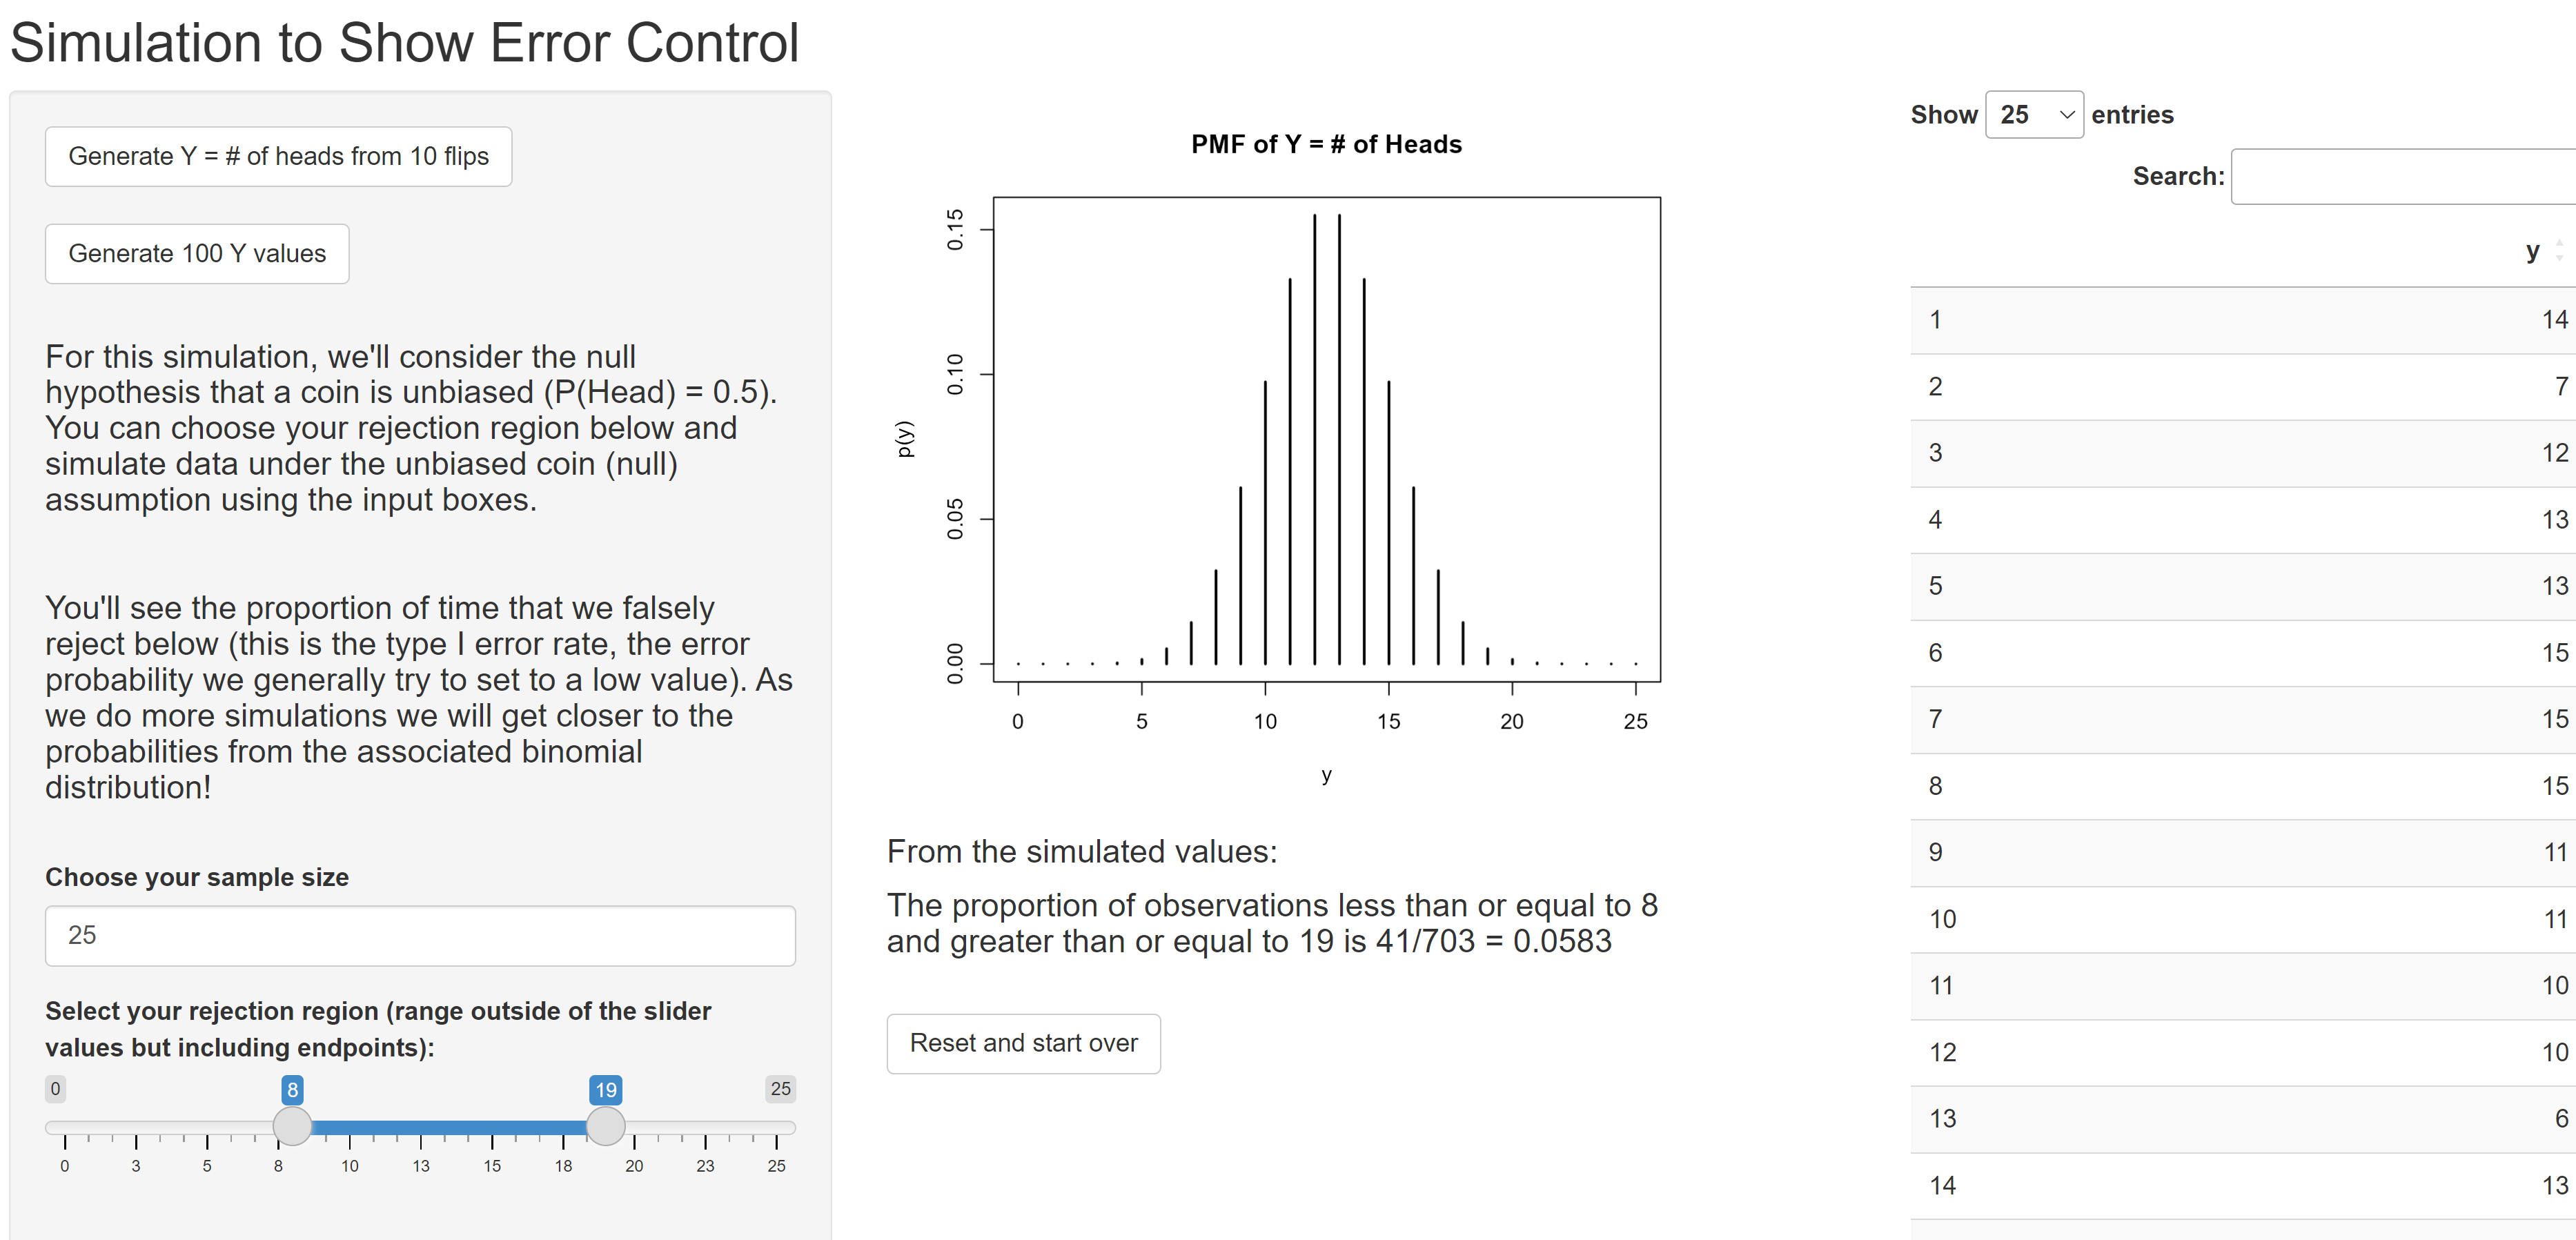 Simulation to Show Error Control
Generate Y = # of heads from 10 flips
Generate 100 Y values
For this simulation, we'll consider the null
hypothesis that a coin is unbiased (P(Head) = 0.5).
You can choose your rejection region below and
simulate data under the unbiased coin (null)
assumption using the input boxes.
You'll see the proportion of time that we falsely
reject below (this is the type I error rate, the error
probability we generally try to set to a low value). As
we do more simulations we will get closer to the
probabilities from the associated binomial
distribution!
Choose your sample size
25
Select your rejection region (range outside of the slider
values but including endpoints):
0 8 19 25
0 3 5 8 10 13 15 18 20 23 25
PMF of Y = # of Heads
p(y)
0.15
0.10
0.05
0.00
0 5 10 15 20 25
y
From the simulated values:
The proportion of observations less than or equal to 8
and greater than or equal to 19 is 41/703 = 0.0583
Reset and start over
Show 25 entries
Search:
y
1 14
2 7
3 12
4 13
5 13
6 15
7 15
8 15
9 11
10 11
11 10
12 10
13 6
14 13